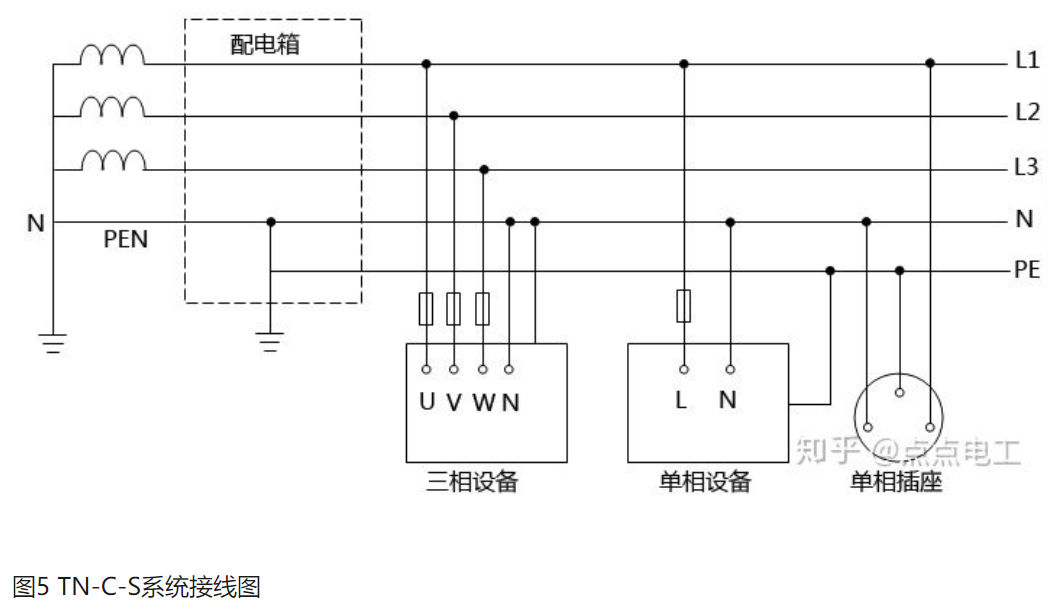 配电箱
L1
L2
L3
N
N
PEN
PE
U V W N
L N
知乎 @点点电工
三相设备
单相设备
单相插座
图5 TN-C-S系统接线图